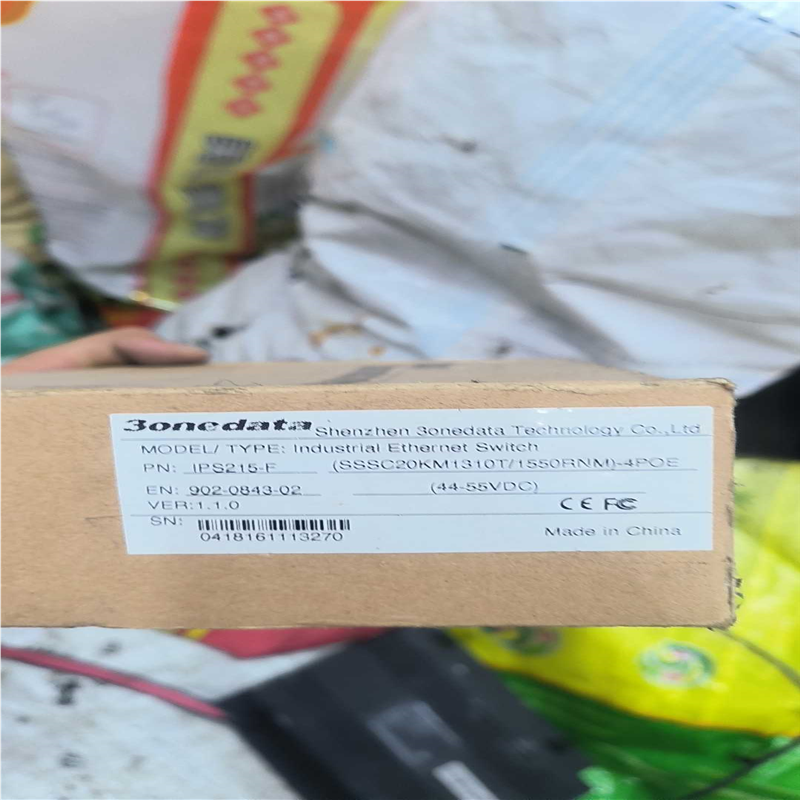 3onedata Shenzhen 3onedata Technology Co.,Ltd
MODEL/ TYPE: Industrial Ethernet Switch
PN: IPS215-F (SSSC20KM1310T/1550RNM)-4POE
EN: 902-0843-02 (44-55VDC)
VER:1.1.0 CE FC
SN:
0418161113270
Made in China